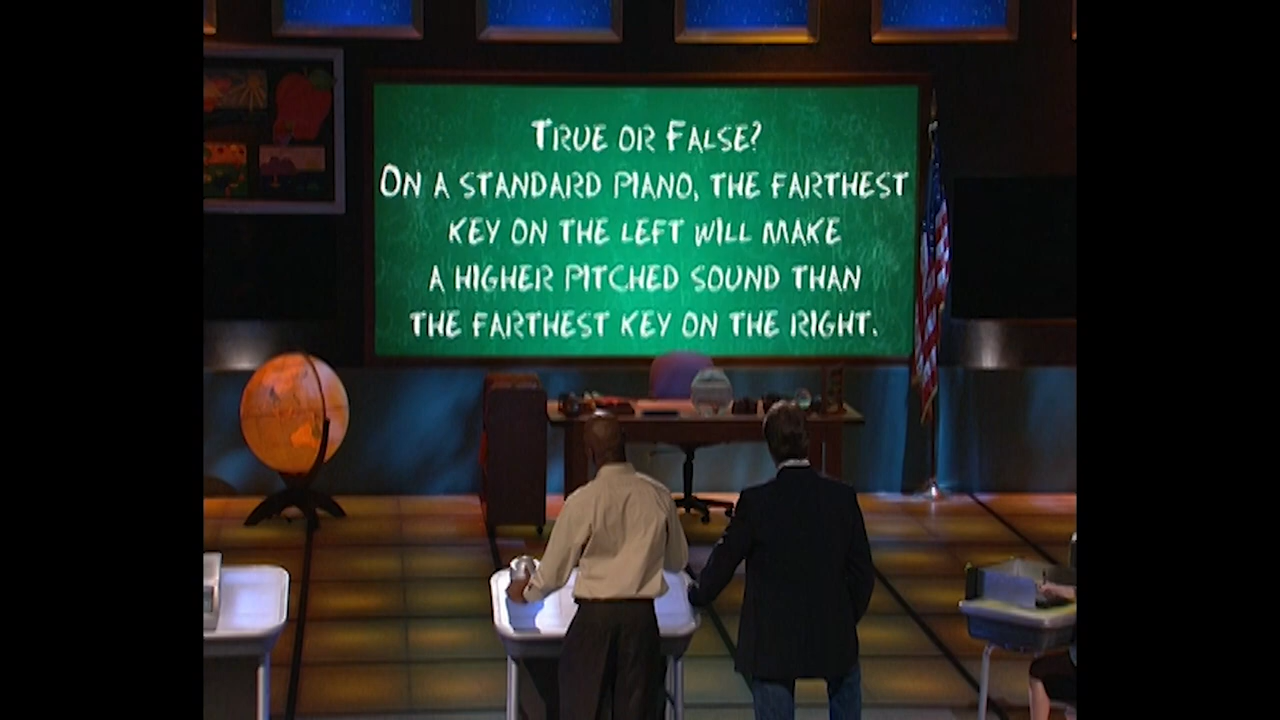 TRUE OR FALSE?
ON A STANDARD PIANO, THE FARTHEST
KEY ON THE LEFT WILL MAKE
A HIGHER PITCHED SOUND THAN
THE FARTHEST KEY ON THE RIGHT.